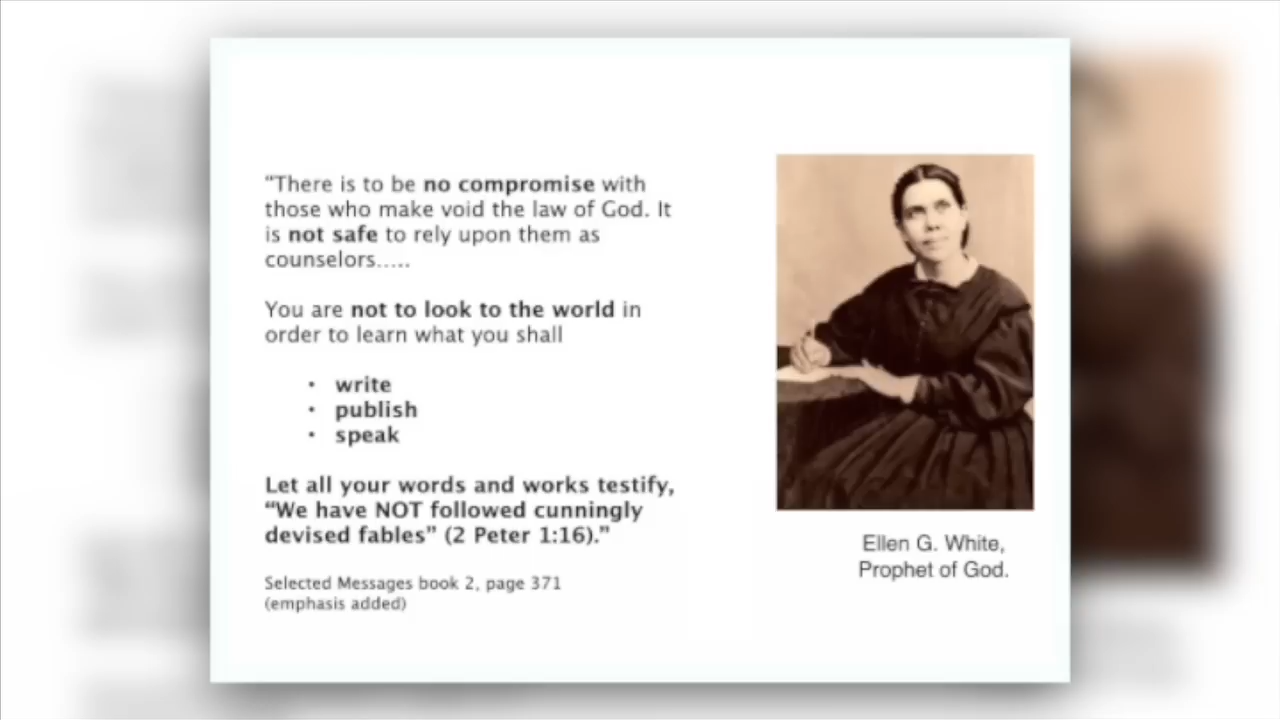 “There is to be no compromise with
those who make void the law of God. It
is not safe to rely upon them as
counselors…..
You are not to look to the world in
order to learn what you shall
• write
• publish
• speak
Let all your words and works testify,
“We have NOT followed cunningly
devised fables” (2 Peter 1:16).”
Selected Messages book 2, page 371
(emphasis added)
Ellen G. White,
Prophet of God.